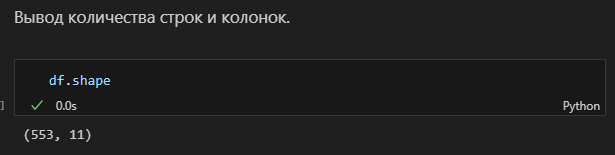 Вывод количества строк и колонок.
df.shape
] ✓ 0.0s Python
(553, 11)